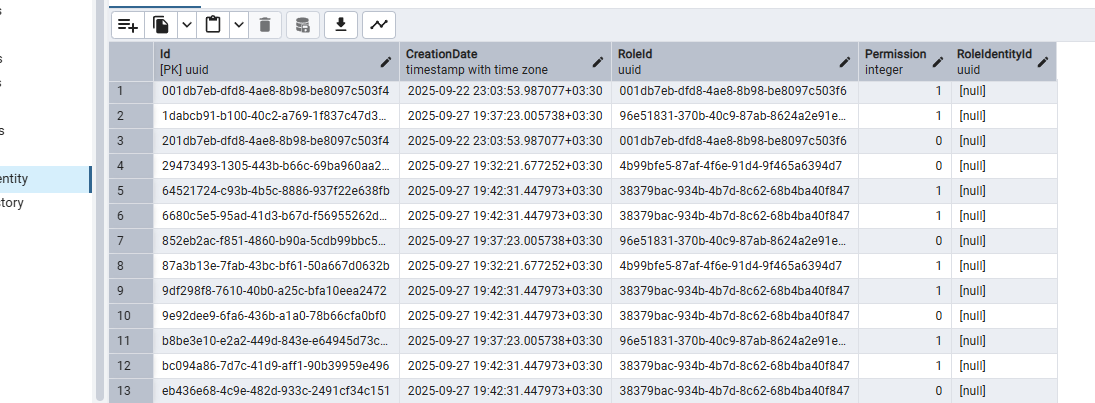 Id CreationDate RoleId Permission RoleIdentityId
[PK] uuid timestamp with time zone uuid integer uuid
1 001db7eb-dfd8-4ae8-8b98-be8097c503f4 2025-09-22 23:03:53.987077+03:30 001db7eb-dfd8-4ae8-8b98-be8097c503f6 1 [null]
2 1dabcb91-b100-40c2-a769-1f837c47d3... 2025-09-27 19:37:23.005738+03:30 96e51831-370b-40c9-87ab-8624a2e91e... 1 [null]
3 201db7eb-dfd8-4ae8-8b98-be8097c503f4 2025-09-22 23:03:53.987077+03:30 001db7eb-dfd8-4ae8-8b98-be8097c503f6 0 [null]
4 29473493-1305-443b-b66c-69ba960aa2... 2025-09-27 19:32:21.677252+03:30 4b99bfe5-87af-4f6e-91d4-9f465a6394d7 0 [null]
entity
5 64521724-c93b-4b5c-8886-937f22e638fb 2025-09-27 19:42:31.447973+03:30 38379bac-934b-4b7d-8c62-68b4ba40f847 1 [null]
tory
6 6680c5e5-95ad-41d3-b67d-f56955262d... 2025-09-27 19:42:31.447973+03:30 38379bac-934b-4b7d-8c62-68b4ba40f847 1 [null]
7 852eb2ac-f851-4860-b90a-5cdb99bbc5... 2025-09-27 19:37:23.005738+03:30 96e51831-370b-40c9-87ab-8624a2e91e... 0 [null]
8 87a3b13e-7fab-43bc-bf61-50a667d0632b 2025-09-27 19:32:21.677252+03:30 4b99bfe5-87af-4f6e-91d4-9f465a6394d7 1 [null]
9 9df298f8-7610-40b0-a25c-bfa10eea2472 2025-09-27 19:42:31.447973+03:30 38379bac-934b-4b7d-8c62-68b4ba40f847 1 [null]
10 9e92dee9-6fa6-436b-a1a0-78b66cfa0bf0 2025-09-27 19:42:31.447973+03:30 38379bac-934b-4b7d-8c62-68b4ba40f847 0 [null]
11 b8be3e10-e2a2-449d-843e-e64945d73c... 2025-09-27 19:37:23.005738+03:30 96e51831-370b-40c9-87ab-8624a2e91e... 1 [null]
12 bc094a86-7d7c-41d9-aff1-90b39959e496 2025-09-27 19:42:31.447973+03:30 38379bac-934b-4b7d-8c62-68b4ba40f847 1 [null]
13 eb436e68-4c9e-482d-933c-2491cf34c151 2025-09-27 19:42:31.447973+03:30 38379bac-934b-4b7d-8c62-68b4ba40f847 0 [null]